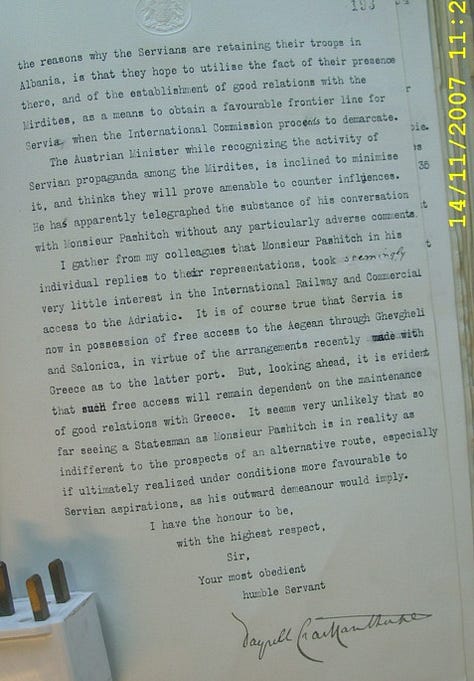 193
the reasons why the Servians are retaining their troops in
Albania, is that they hope to utilise the fact of their presence
there, and of the establishment of good relations with the
Mirdites, as a means to obtain a favourable frontier line for
Servia, when the International Commission proceeds to demarcate.
The Austrian Minister while recognizing the activity of
Servian propaganda among the Mirdites, is inclined to minimise
it, and thinks they will prove amenable to counter influences.
He has apparently telegraphed the substance of his conversation
with Monsieur Pashitch without any particularly adverse comments.
I gather from my colleagues that Monsieur Pashitch in his
individual replies to their representations, took seemingly
very little interest in the International Railway and Commercial
access to the Adriatic. It is of course true that Servia is
now in possession of free access to the Aegean through Ghevgheli
and Salonica, in virtue of the arrangements recently made with
Greece as to the latter port. But, looking ahead, it is evident
that such free access will remain dependent on the maintenance
of good relations with Greece. It seems very unlikely that so
far seeing a Statesman as Monsieur Pashitch is in reality as
indifferent to the prospects of an alternative route, especially
if ultimately realized under conditions more favourable to
Servian aspirations, as his outward demeanour would imply.
I have the honour to be,
with the highest respect,
Sir,
Your most obedient
humble Servant
Dayrell Crackanthorpe
14/11/2007 11:2